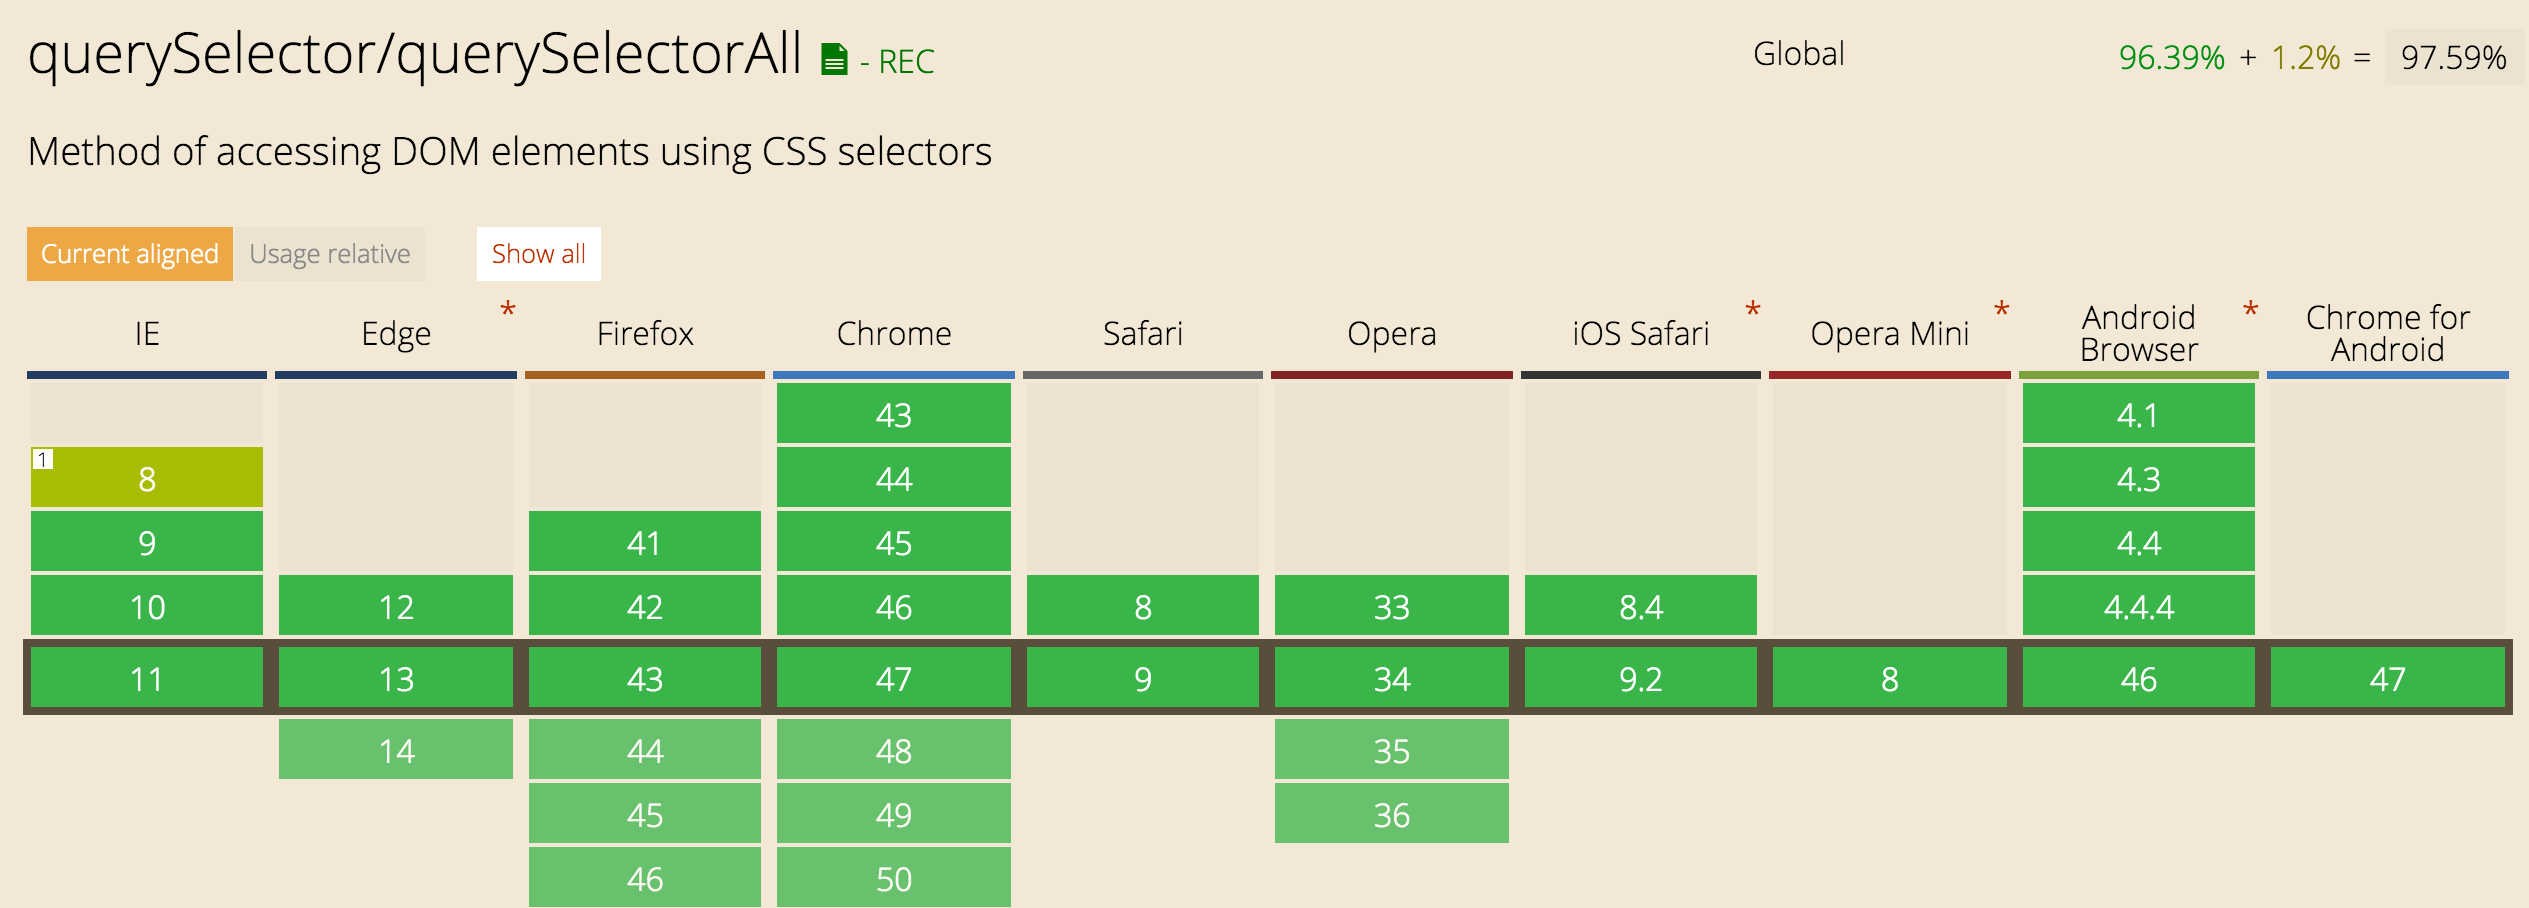 querySelector/querySelectorAll - REC Global 96.39% + 1.2% = 97.59%
Method of accessing DOM elements using CSS selectors
Current aligned Usage relative Show all
IE Edge * Firefox Chrome Safari Opera iOS Safari * Opera Mini * Android Browser * Chrome for Android
43 4.1
1 8 44 4.3
9 41 45 4.4
10 12 42 46 8 33 8.4 4.4.4
11 13 43 47 9 34 9.2 8 46 47
14 44 48 35
45 49 36
46 50